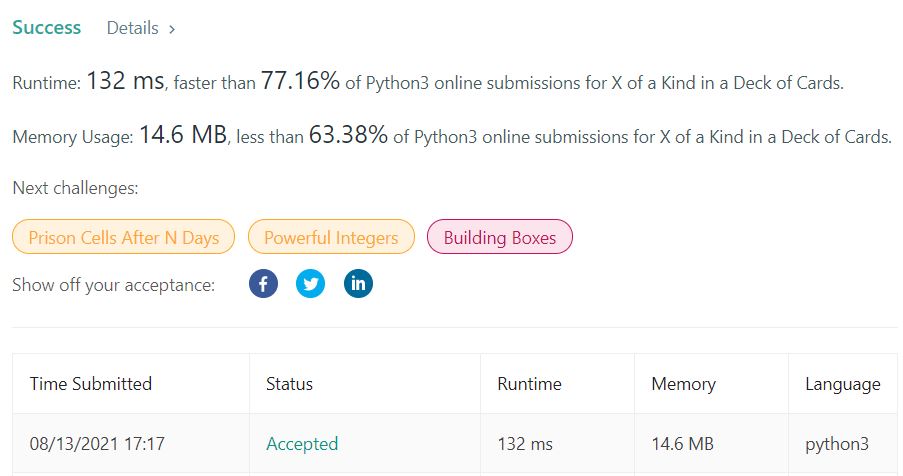 Success Details >
Runtime: 132 ms, faster than 77.16% of Python3 online submissions for X of a Kind in a Deck of Cards.
Memory Usage: 14.6 MB, less than 63.38% of Python3 online submissions for X of a Kind in a Deck of Cards.
Next challenges:
Prison Cells After N Days Powerful Integers Building Boxes
Show off your acceptance: f in
Time Submitted Status Runtime Memory Language
08/13/2021 17:17 Accepted 132 ms 14.6 MB python3